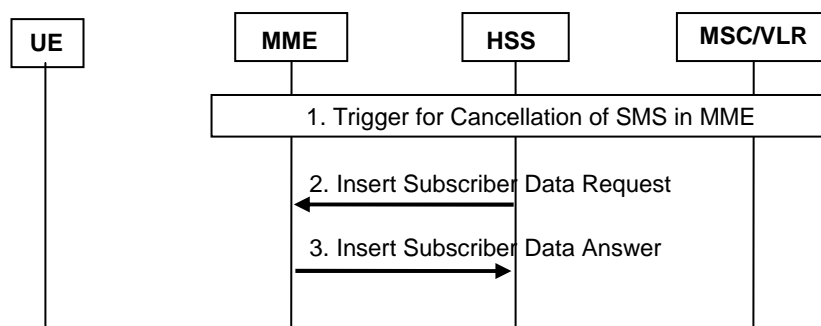 UE
MME
HSS
MSC/VLR
1. Trigger for Cancellation of SMS in MME
2. Insert Subscriber Data Request
3. Insert Subscriber Data Answer